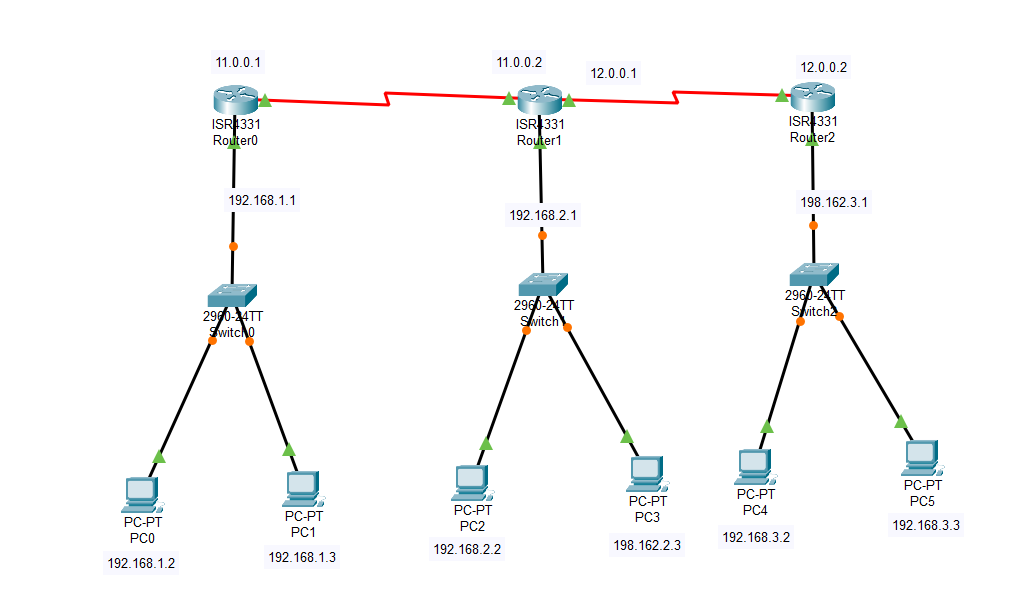 11.0.0.1
11.0.0.2
12.0.0.1
12.0.0.2
ISR4331
Router0
ISR4331
Router1
ISR4331
Router2
192.168.1.1
192.168.2.1
198.162.3.1
2960-24TT
Switch0
2960-24TT
Switch1
2960-24TT
Switch2
PC-PT
PC0
192.168.1.2
PC-PT
PC1
192.168.1.3
PC-PT
PC2
192.168.2.2
PC-PT
PC3
198.162.2.3
PC-PT
PC4
192.168.3.2
PC-PT
PC5
192.168.3.3